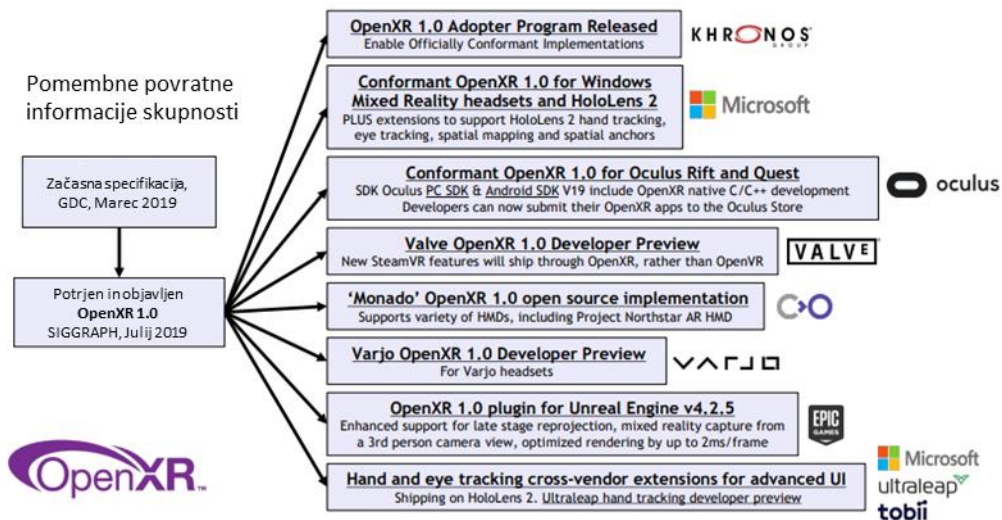 Pomembne povratne
informacije skupnosti
Začasna specifikacija,
GDC, Marec 2019
Potrjen in objavljen
OpenXR 1.0
SIGGRAPH, Julij 2019
OpenXR™
OpenXR 1.0 Adopter Program Released
Enable Officially Conformant Implementations
KHRONOS
GROUP
Conformant OpenXR 1.0 for Windows
Mixed Reality headsets and HoloLens 2
PLUS extensions to support HoloLens 2 hand tracking,
eye tracking, spatial mapping and spatial anchors
Microsoft
Conformant OpenXR 1.0 for Oculus Rift and Quest
SDK Oculus PC SDK & Android SDK V19 include OpenXR native C/C++ development
Developers can now submit their OpenXR apps to the Oculus Store
oculus
Valve OpenXR 1.0 Developer Preview
New SteamVR features will ship through OpenXR, rather than OpenVR
VALVE
‘Monado’ OpenXR 1.0 open source implementation
Supports variety of HMDs, including Project Northstar AR HMD
Varjo OpenXR 1.0 Developer Preview
For Varjo headsets
VARJO
OpenXR 1.0 plugin for Unreal Engine v4.2.5
Enhanced support for late stage reprojection, mixed reality capture from
a 3rd person camera view, optimized rendering by up to 2ms/frame
EPIC
GAMES
Hand and eye tracking cross-vendor extensions for advanced UI
Shipping on HoloLens 2. Ultraleap hand tracking developer preview
Microsoft
ultraleap
tobii